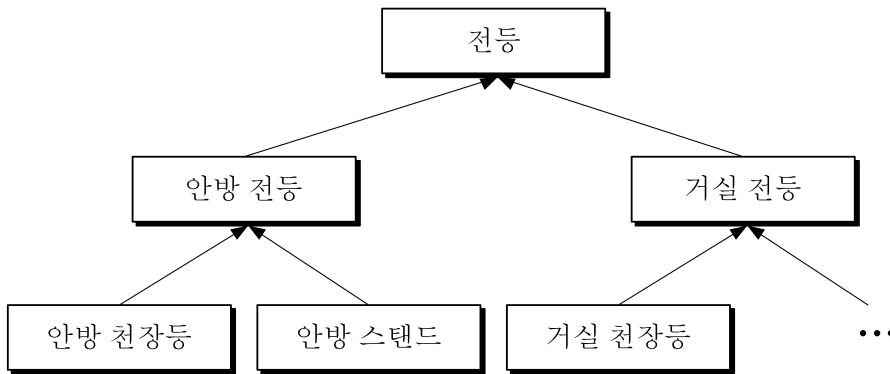 전등
안방 전등
거실 전등
안방 천장등
안방 스탠드
거실 천장등
...